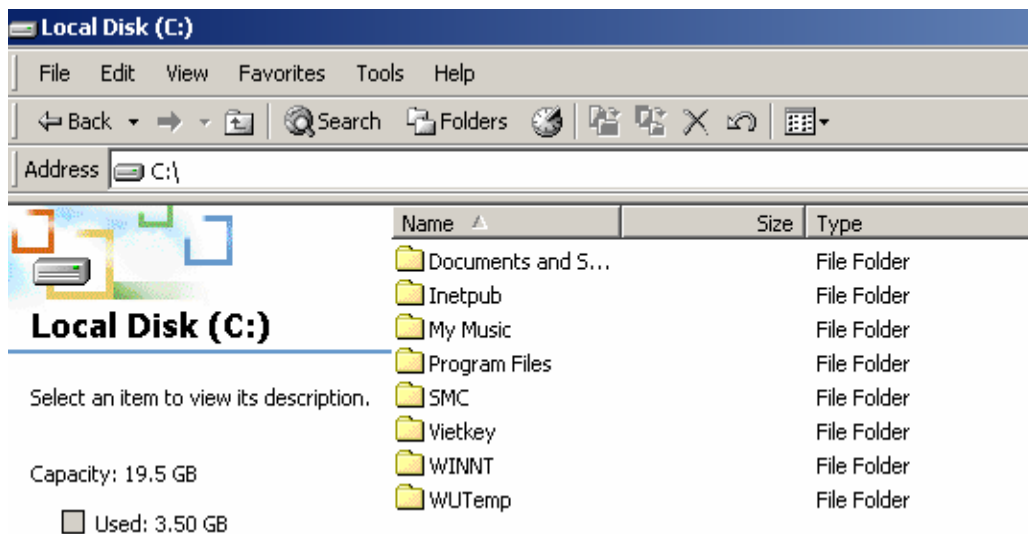 Local Disk (C:)
File Edit View Favorites Tools Help
Back Search Folders
Address C:\
Name Size Type
Documents and S... File Folder
Inetpub File Folder
My Music File Folder
Program Files File Folder
SMC File Folder
Vietkey File Folder
WINNT File Folder
WUTemp File Folder
Local Disk (C:)
Select an item to view its description.
Capacity: 19.5 GB
Used: 3.50 GB